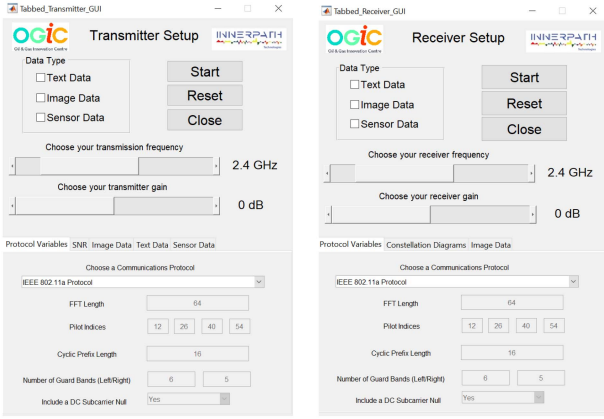 Tabbed_Transmitter_GUI
OGiC
Oil & Gas Innovation Centre
Transmitter Setup
INNERPATH
Technologies
Data Type
Text Data
Image Data
Sensor Data
Start
Reset
Close
Choose your transmission frequency
2.4 GHz
Choose your transmitter gain
0 dB
Protocol Variables SNR Image Data Text Data Sensor Data
Choose a Communications Protocol
IEEE 802.11a Protocol
FFT Length 64
Pilot Indices 12 26 40 54
Cyclic Prefix Length 16
Number of Guard Bands (Left/Right) 6 5
Include a DC Subcarrier Null Yes
Tabbed_Receiver_GUI
OGiC
Oil & Gas Innovation Centre
Receiver Setup
INNERPATH
Technologies
Data Type
Text Data
Image Data
Sensor Data
Start
Reset
Close
Choose your receiver frequency
2.4 GHz
Choose your receiver gain
0 dB
Protocol Variables Constellation Diagrams Image Data
Choose a Communications Protocol
IEEE 802.11a Protocol
FFT Length 64
Pilot Indices 12 26 40 54
Cyclic Prefix Length 16
Number of Guard Bands (Left/Right) 6 5
Include a DC Subcarrier Null Yes